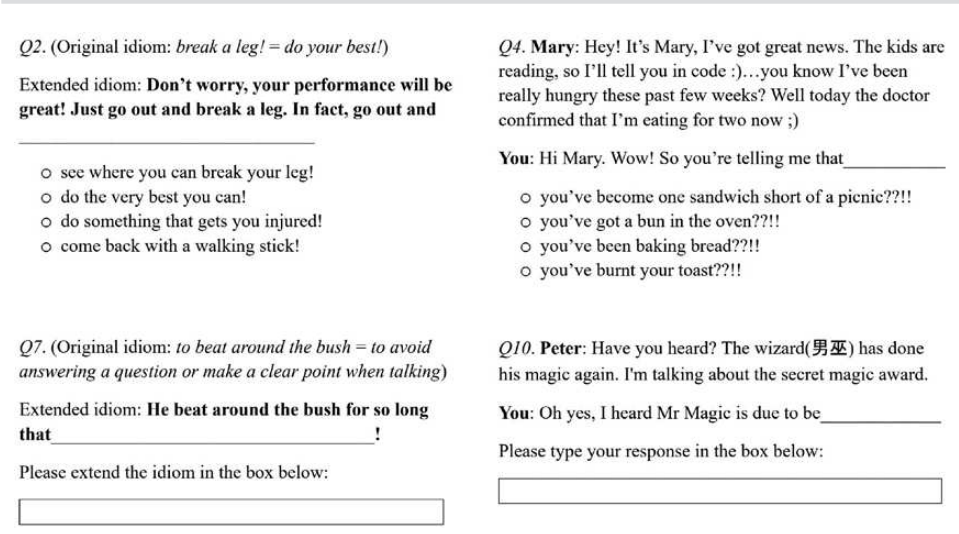 Q2. (Original idiom: break a leg! = do your best!)
Extended idiom: Don't worry, your performance will be
great! Just go out and break a leg. In fact, go out and
___________________________________
o see where you can break your leg!
o do the very best you can!
o do something that gets you injured!
o come back with a walking stick!
Q4. Mary: Hey! It's Mary, I've got great news. The kids are
reading, so I'll tell you in code :)…you know I've been
really hungry these past few weeks? Well today the doctor
confirmed that I'm eating for two now ;)
You: Hi Mary. Wow! So you're telling me that____________
o you've become one sandwich short of a picnic??!!
o you've got a bun in the oven??!!
o you've been baking bread??!!
o you've burnt your toast??!!
Q7. (Original idiom: to beat around the bush = to avoid
answering a question or make a clear point when talking)
Extended idiom: He beat around the bush for so long
that______________________________________!
Please extend the idiom in the box below:
Q10. Peter: Have you heard? The wizard(男巫) has done
his magic again. I'm talking about the secret magic award.
You: Oh yes, I heard Mr Magic is due to be______________
Please type your response in the box below: